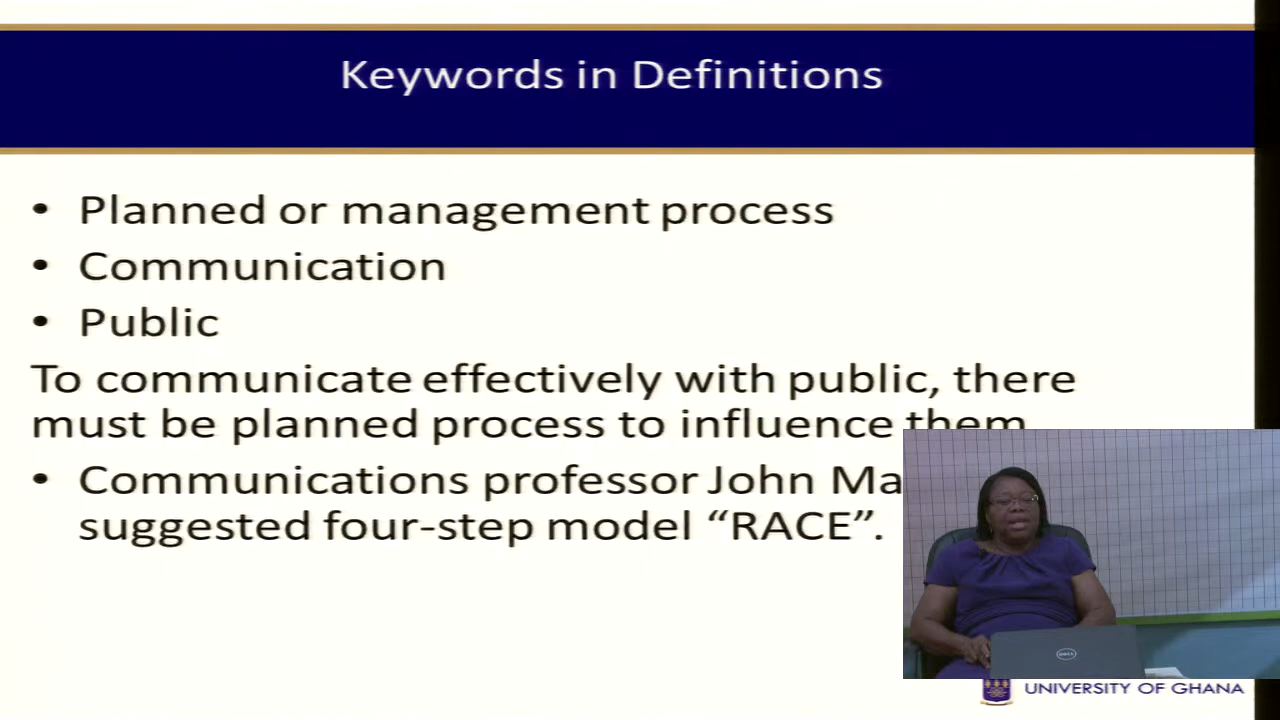 Keywords in Definitions
• Planned or management process
• Communication
• Public
To communicate effectively with public, there
must be planned process to influence them
• Communications professor John Ma
suggested four-step model “RACE”.
DELL
UNIVERSITY OF GHANA